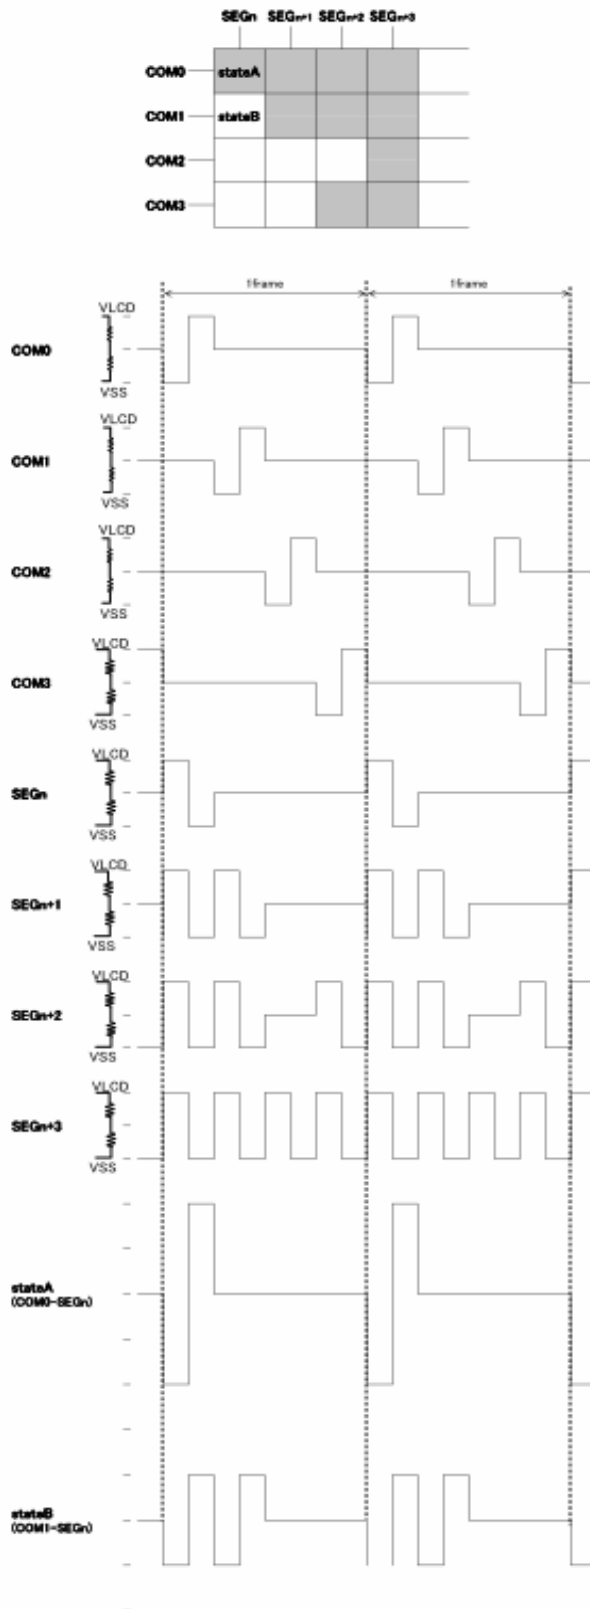 SEGn SEGn+1 SEGn+2 SEGn+3
COM0 stateA
COM1 stateB
COM2
COM3
1frame 1frame
VLCD
COM0
VSS
VLCD
COM1
VSS
VLCD
COM2
VSS
VLCD
COM3
VSS
VLCD
SEGn
VSS
VLCD
SEGn+1
VSS
VLCD
SEGn+2
VSS
VLCD
SEGn+3
VSS
stateA
(COM0-SEGn)
stateB
(COM1-SEGn)